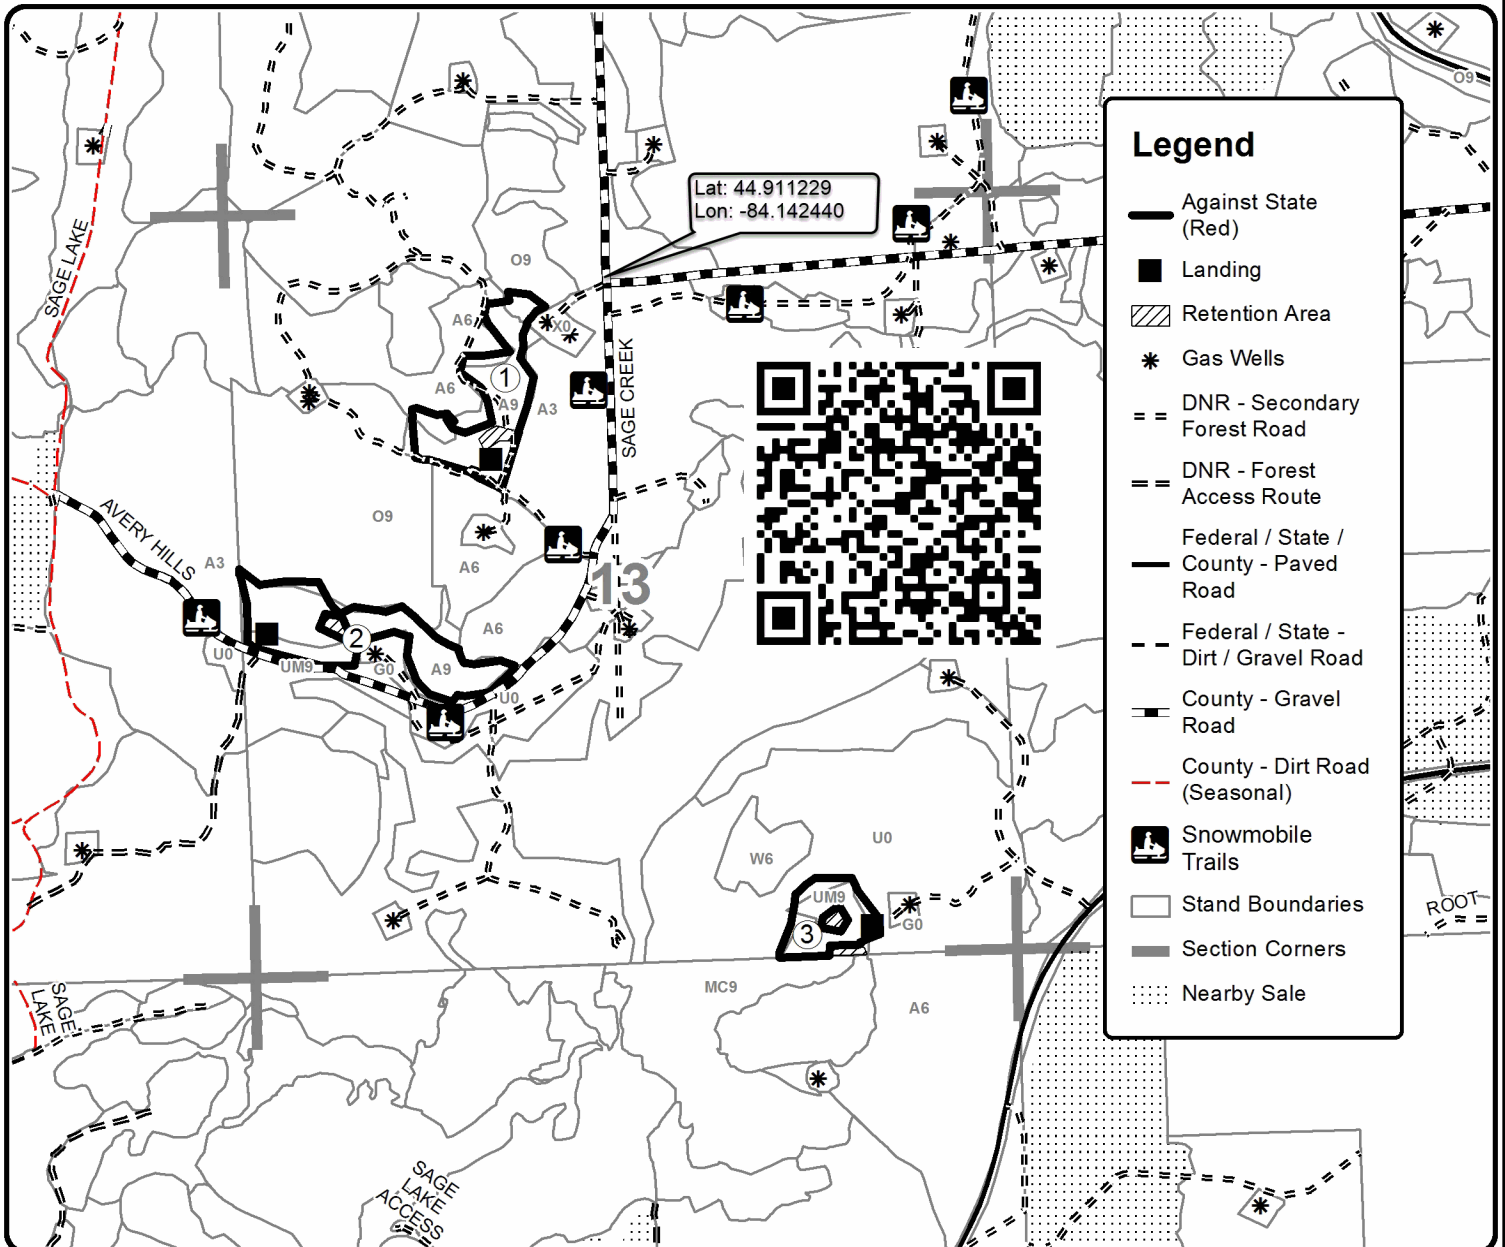 O9
Lat: 44.911229
Lon: -84.142440
SAGE LAKE
O9
A6
X0
1
A6
A9
A3
SAGE CREEK
O9
AVERY HILLS
A3
A6
13
A6
2
U0
UM9
G0
A9
U0
U0
W6
UM9
3
G0
MC9
A6
SAGE
LAKE
SAGE
LAKE
ACCESS
ROOT
Legend
Against State
(Red)
Landing
Retention Area
Gas Wells
DNR - Secondary
Forest Road
DNR - Forest
Access Route
Federal / State /
County - Paved
Road
Federal / State -
Dirt / Gravel Road
County - Gravel
Road
County - Dirt Road
(Seasonal)
Snowmobile
Trails
Stand Boundaries
Section Corners
Nearby Sale